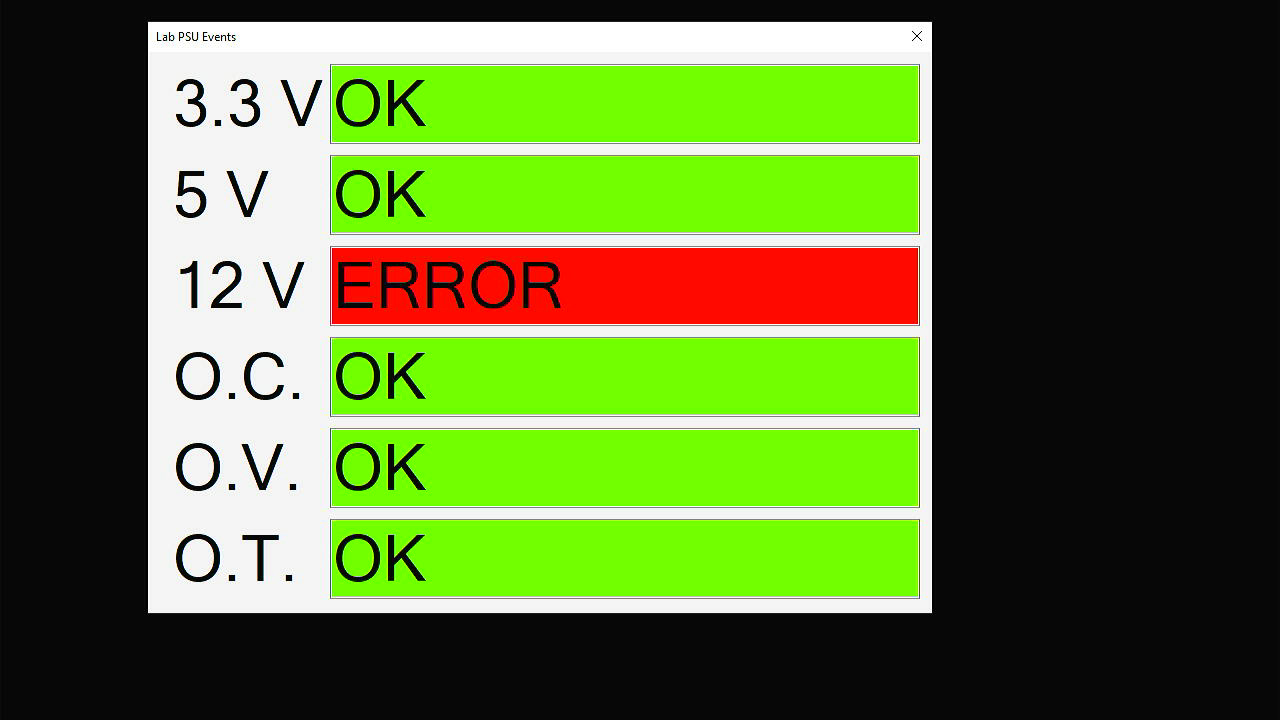 Lab PSU Events
3.3 V OK
5 V OK
12 V ERROR
O.C. OK
O.V. OK
O.T. OK